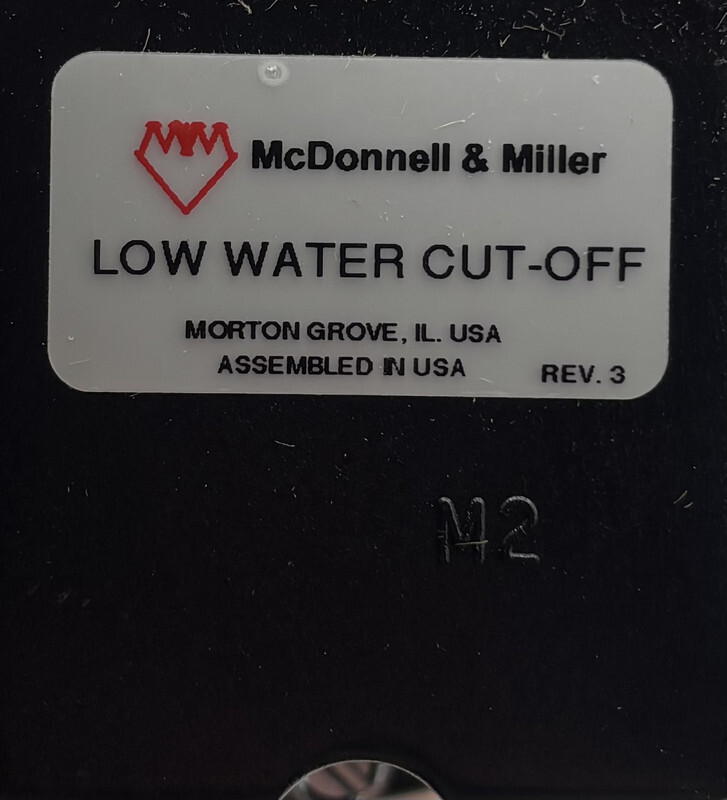 McDonnell & Miller
LOW WATER CUT-OFF
MORTON GROVE, IL. USA
ASSEMBLED IN USA
REV. 3
M2